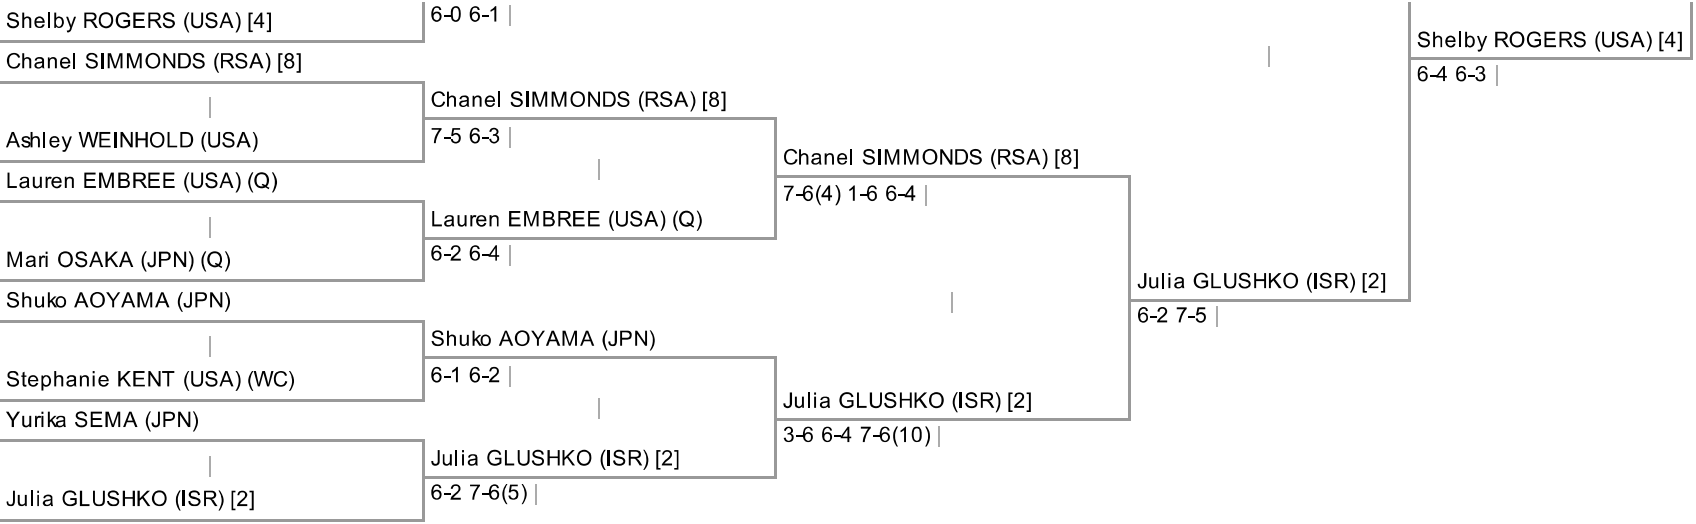 Shelby ROGERS (USA) [4]
Chanel SIMMONDS (RSA) [8]
Ashley WEINHOLD (USA)
Lauren EMBREE (USA) (Q)
Mari OSAKA (JPN) (Q)
Shuko AOYAMA (JPN)
Stephanie KENT (USA) (WC)
Yurika SEMA (JPN)
Julia GLUSHKO (ISR) [2]
6-0 6-1
Chanel SIMMONDS (RSA) [8]
7-5 6-3
Lauren EMBREE (USA) (Q)
6-2 6-4
Shuko AOYAMA (JPN)
6-1 6-2
Julia GLUSHKO (ISR) [2]
6-2 7-6(5)
Chanel SIMMONDS (RSA) [8]
7-6(4) 1-6 6-4
Julia GLUSHKO (ISR) [2]
3-6 6-4 7-6(10)
Julia GLUSHKO (ISR) [2]
6-2 7-5
Shelby ROGERS (USA) [4]
6-4 6-3